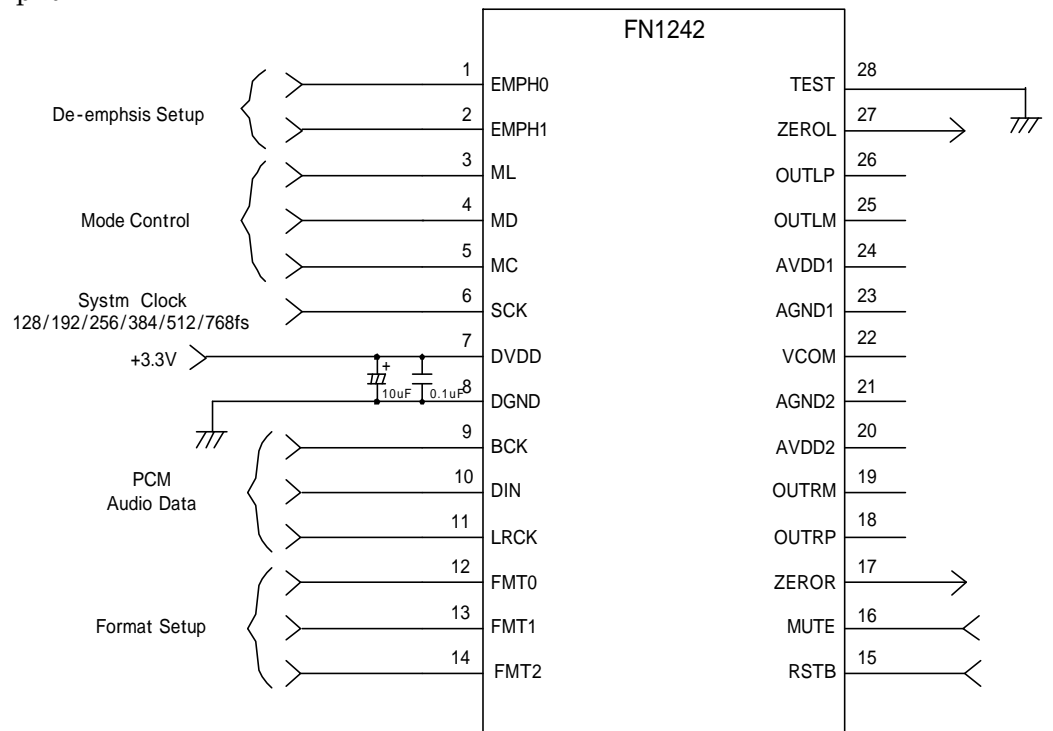 FN1242
1
EMPH0
2
EMPH1
De-emphsis Setup
3
ML
4
MD
5
MC
Mode Control
6
SCK
Systm Clock
128/192/256/384/512/768fs
7
DVDD
+3.3V
10uF
0.1uF
8
DGND
9
BCK
10
DIN
11
LRCK
PCM
Audio Data
12
FMT0
13
FMT1
14
FMT2
Format Setup
28
TEST
27
ZEROL
26
OUTLP
25
OUTLM
24
AVDD1
23
AGND1
22
VCOM
21
AGND2
20
AVDD2
19
OUTRM
18
OUTRP
17
ZEROR
16
MUTE
15
RSTB